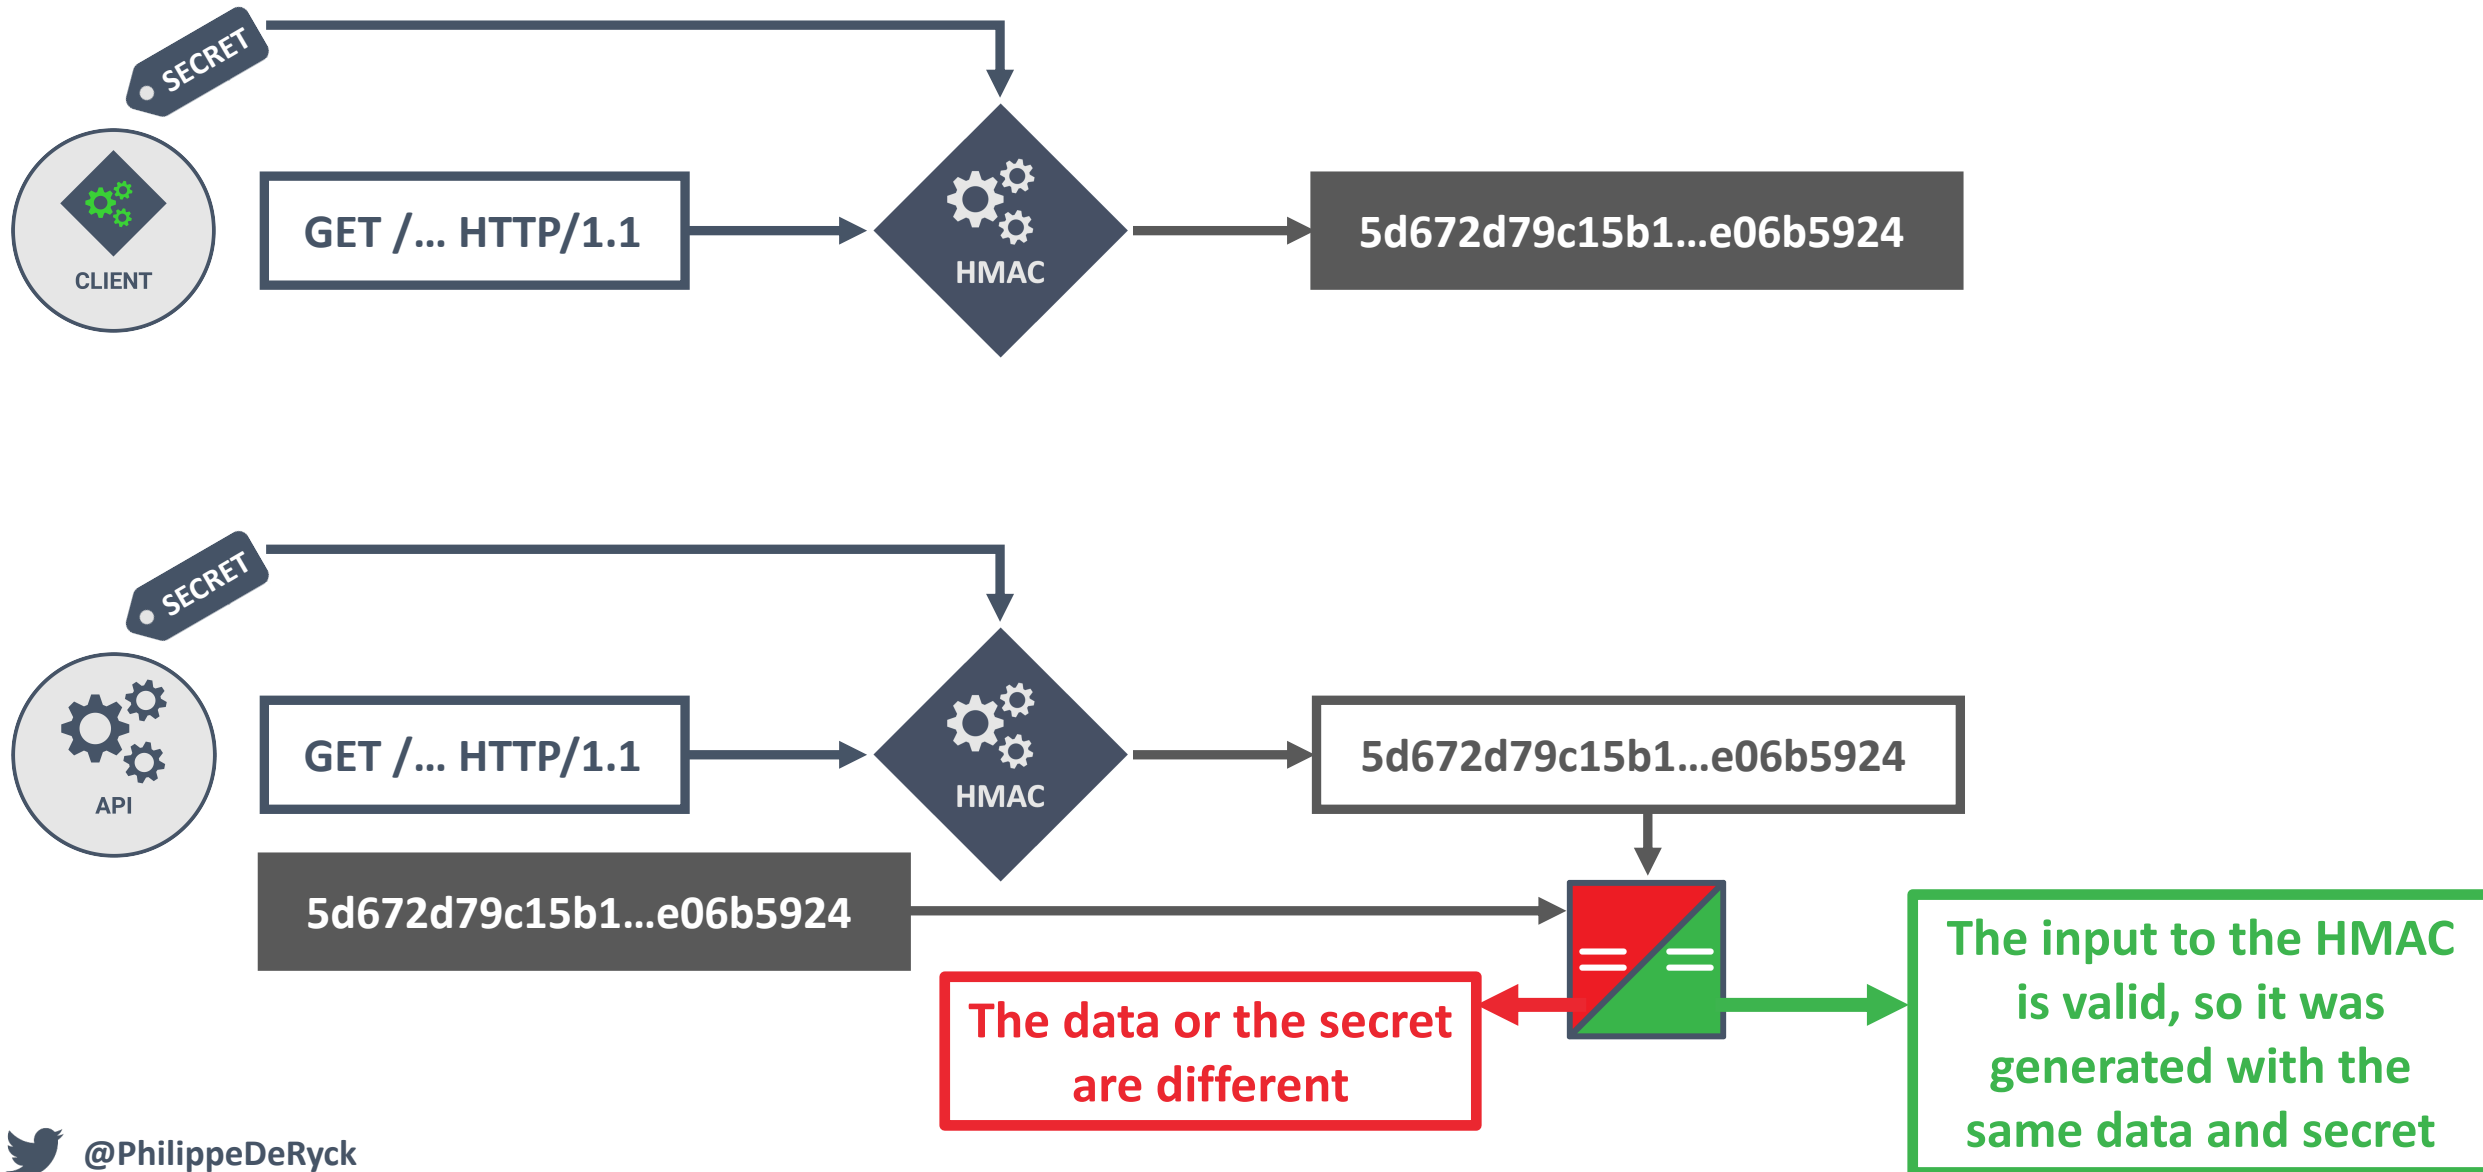 SECRET
CLIENT
GET /... HTTP/1.1
HMAC
5d672d79c15b1...e06b5924
SECRET
API
GET /... HTTP/1.1
HMAC
5d672d79c15b1...e06b5924
5d672d79c15b1...e06b5924
The data or the secret
are different
The input to the HMAC
is valid, so it was
generated with the
same data and secret
@PhilippeDeRyck